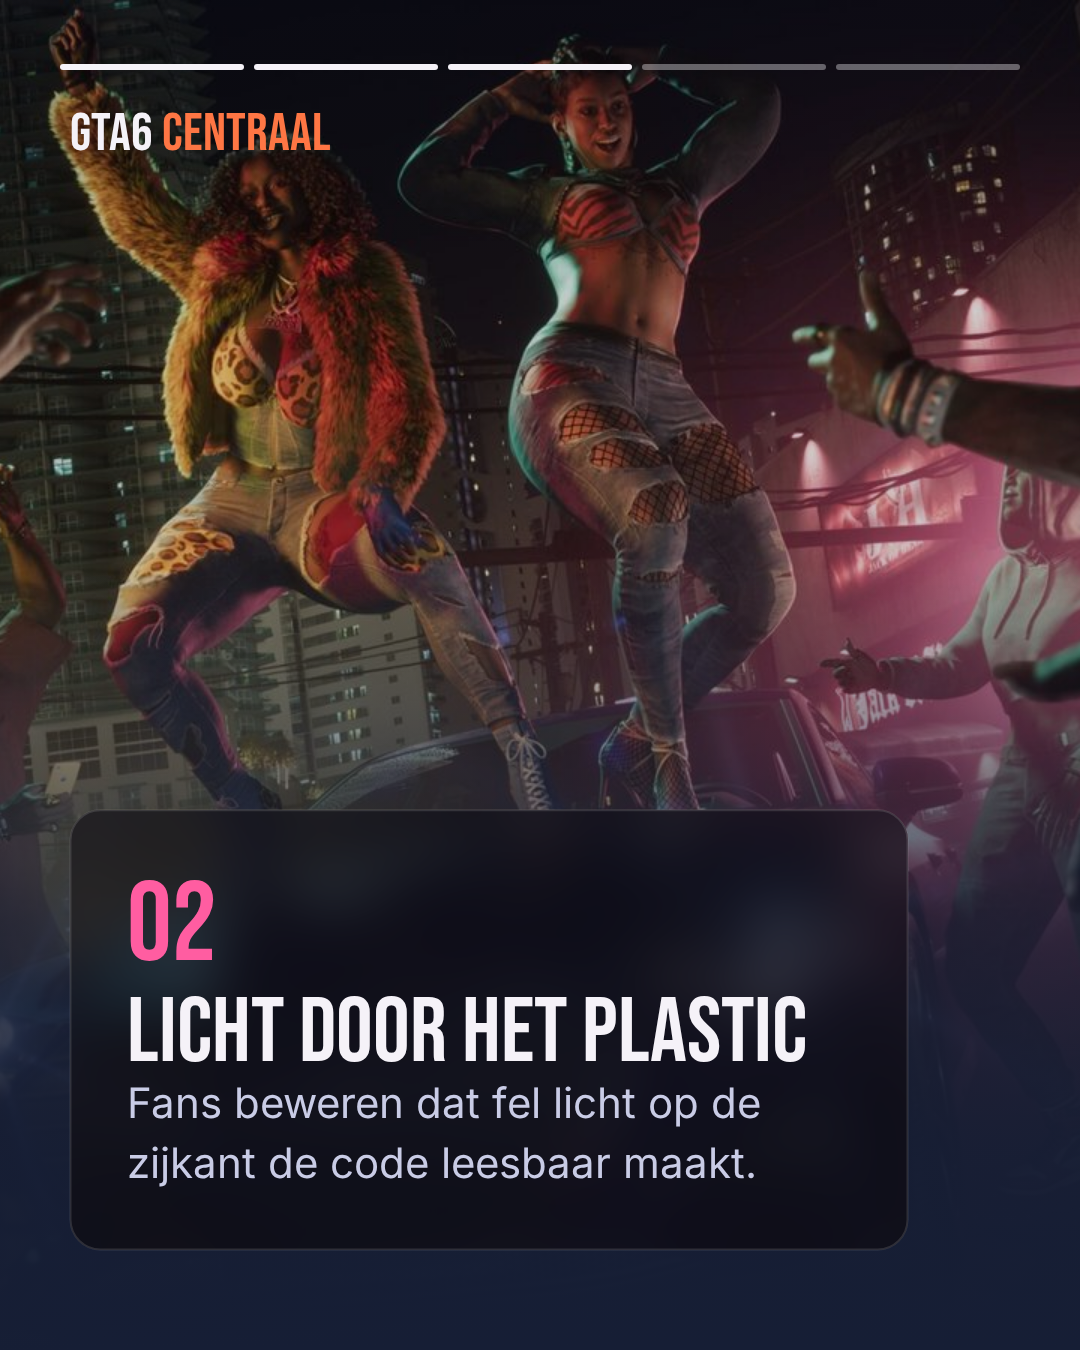 GTA6 CENTRAAL
02
LICHT DOOR HET PLASTIC
Fans beweren dat fel licht op de
zijkant de code leesbaar maakt.